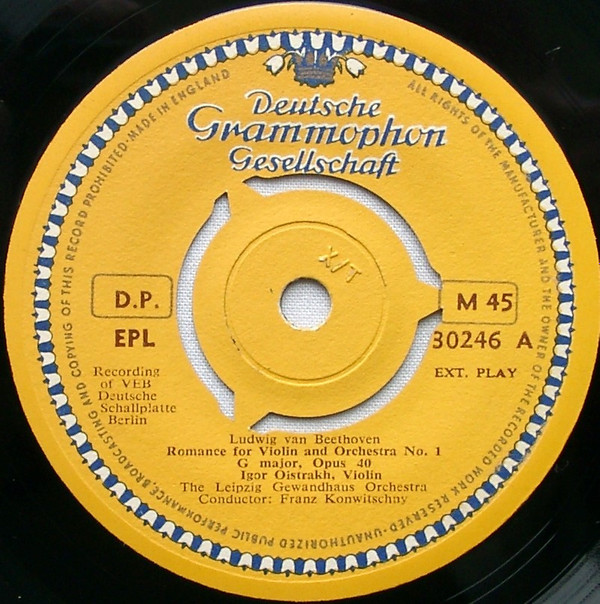 ALL RIGHTS OF THE MANUFACTURER AND THE OWNER OF THE RECORDED WORK RESERVED-UNAUTHORIZED PUBLIC PERFORMANCE, BROADCASTING AND COPYING OF THIS RECORD PROHIBITED-MADE IN ENGLAND
Deutsche
Grammophon
Gesellschaft
X/T
D.P.
M 45
EPL
30246 A
Recording
of VEB
Deutsche
Schallplatte
Berlin
EXT. PLAY
Ludwig van Beethoven
Romance for Violin and Orchestra No. 1
G major, Opus 40
Igor Oistrakh, Violin
The Leipzig Gewandhaus Orchestra
Conductor: Franz Konwitschny